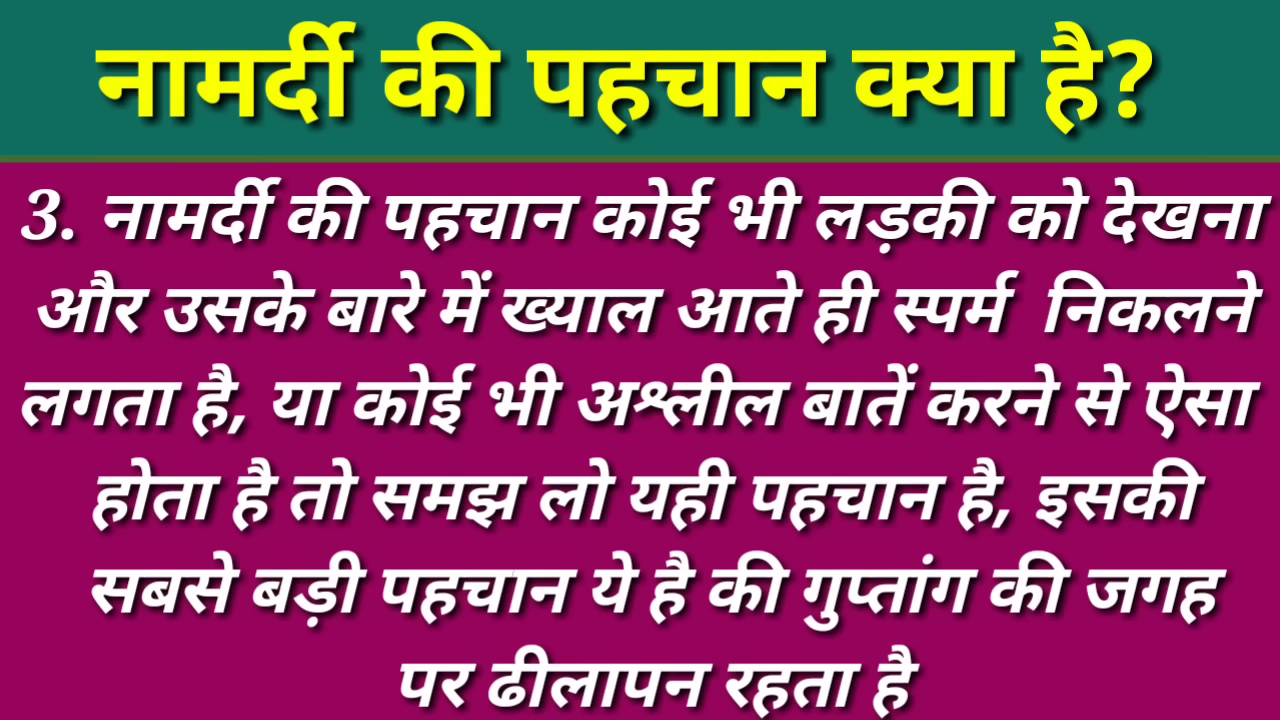 नामर्दी की पहचान क्या है?
3. नामर्दी की पहचान कोई भी लड़की को देखना
और उसके बारे में ख्याल आते ही स्पर्म निकलने
लगता है, या कोई भी अश्लील बातें करने से ऐसा
होता है तो समझ लो यही पहचान है, इसकी
सबसे बड़ी पहचान ये है की गुप्तांग की जगह
पर ढीलापन रहता है